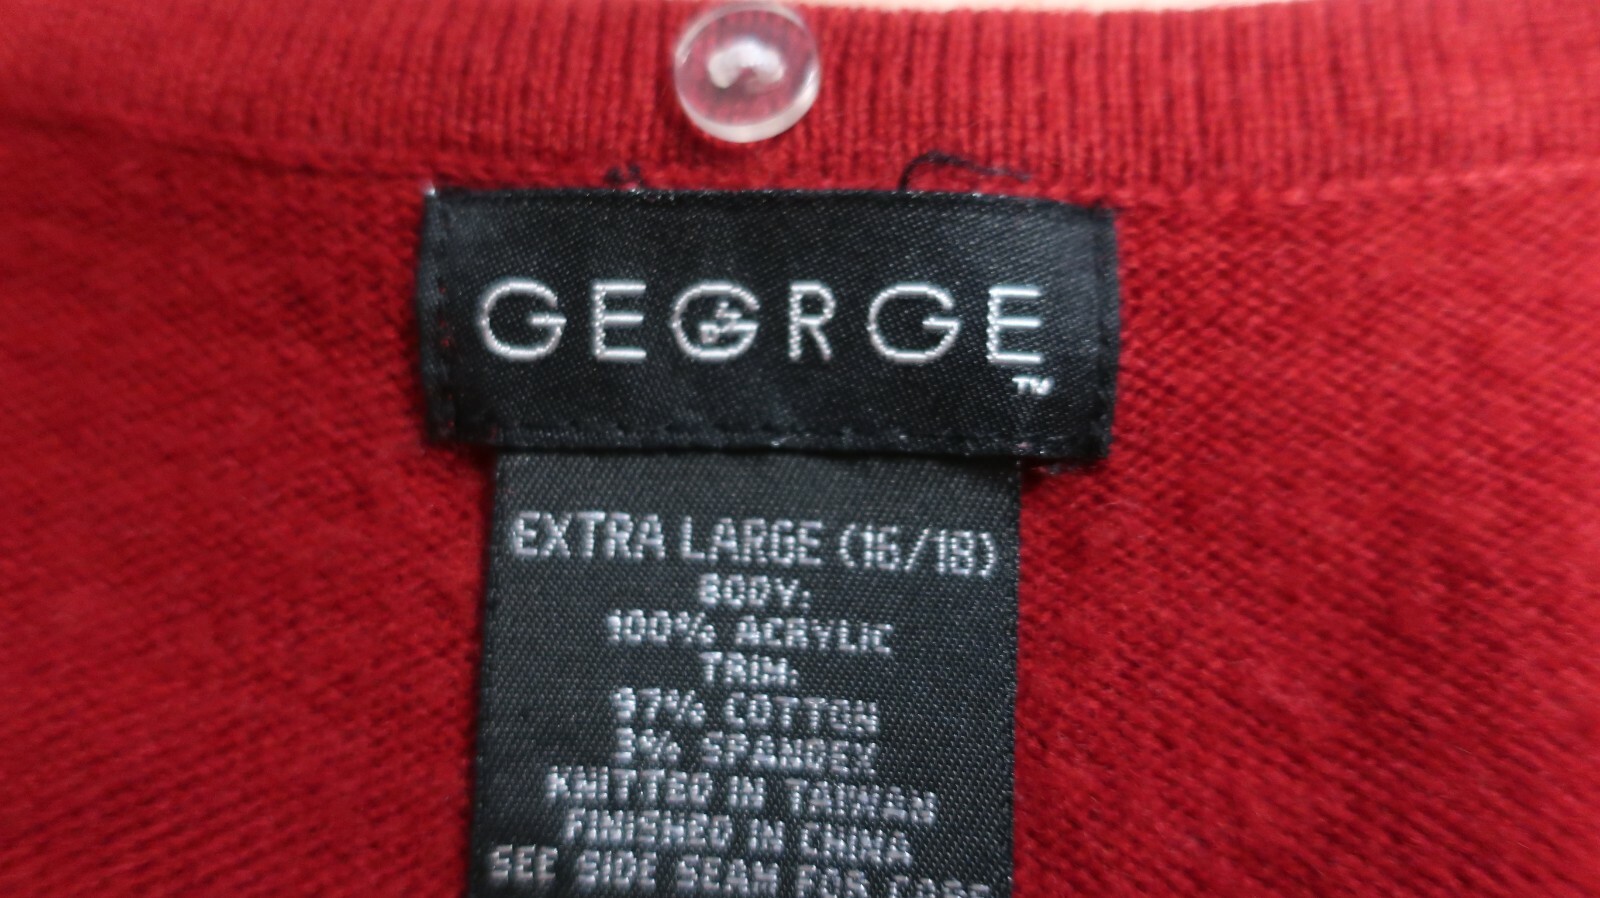 GEORGE
™
EXTRA LARGE (16/18)
BODY:
100% ACRYLIC
TRIM:
97% COTTON
3% SPANDEX
KNITTED IN TAIWAN
FINISHED IN CHINA
SEE SIDE SEAM FOR CARE